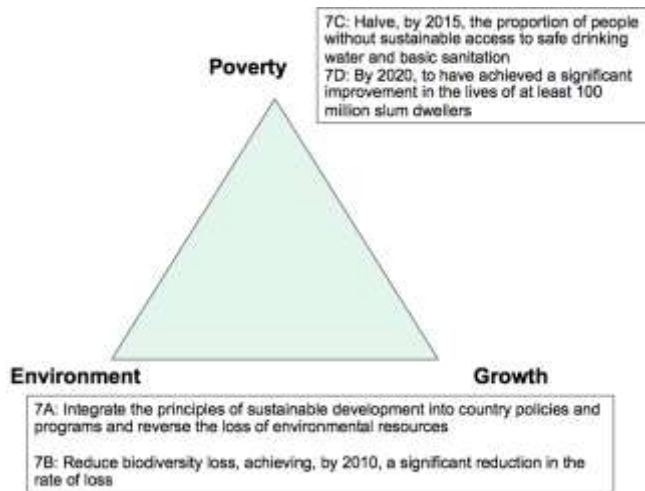 7C: Halve, by 2015, the proportion of people
without sustainable access to safe drinking
water and basic sanitation
7D: By 2020, to have achieved a significant
improvement in the lives of at least 100
million slum dwellers
Poverty
Environment
Growth
7A: Integrate the principles of sustainable development into country policies and
programs and reverse the loss of environmental resources
7B: Reduce biodiversity loss, achieving, by 2010, a significant reduction in the
rate of loss